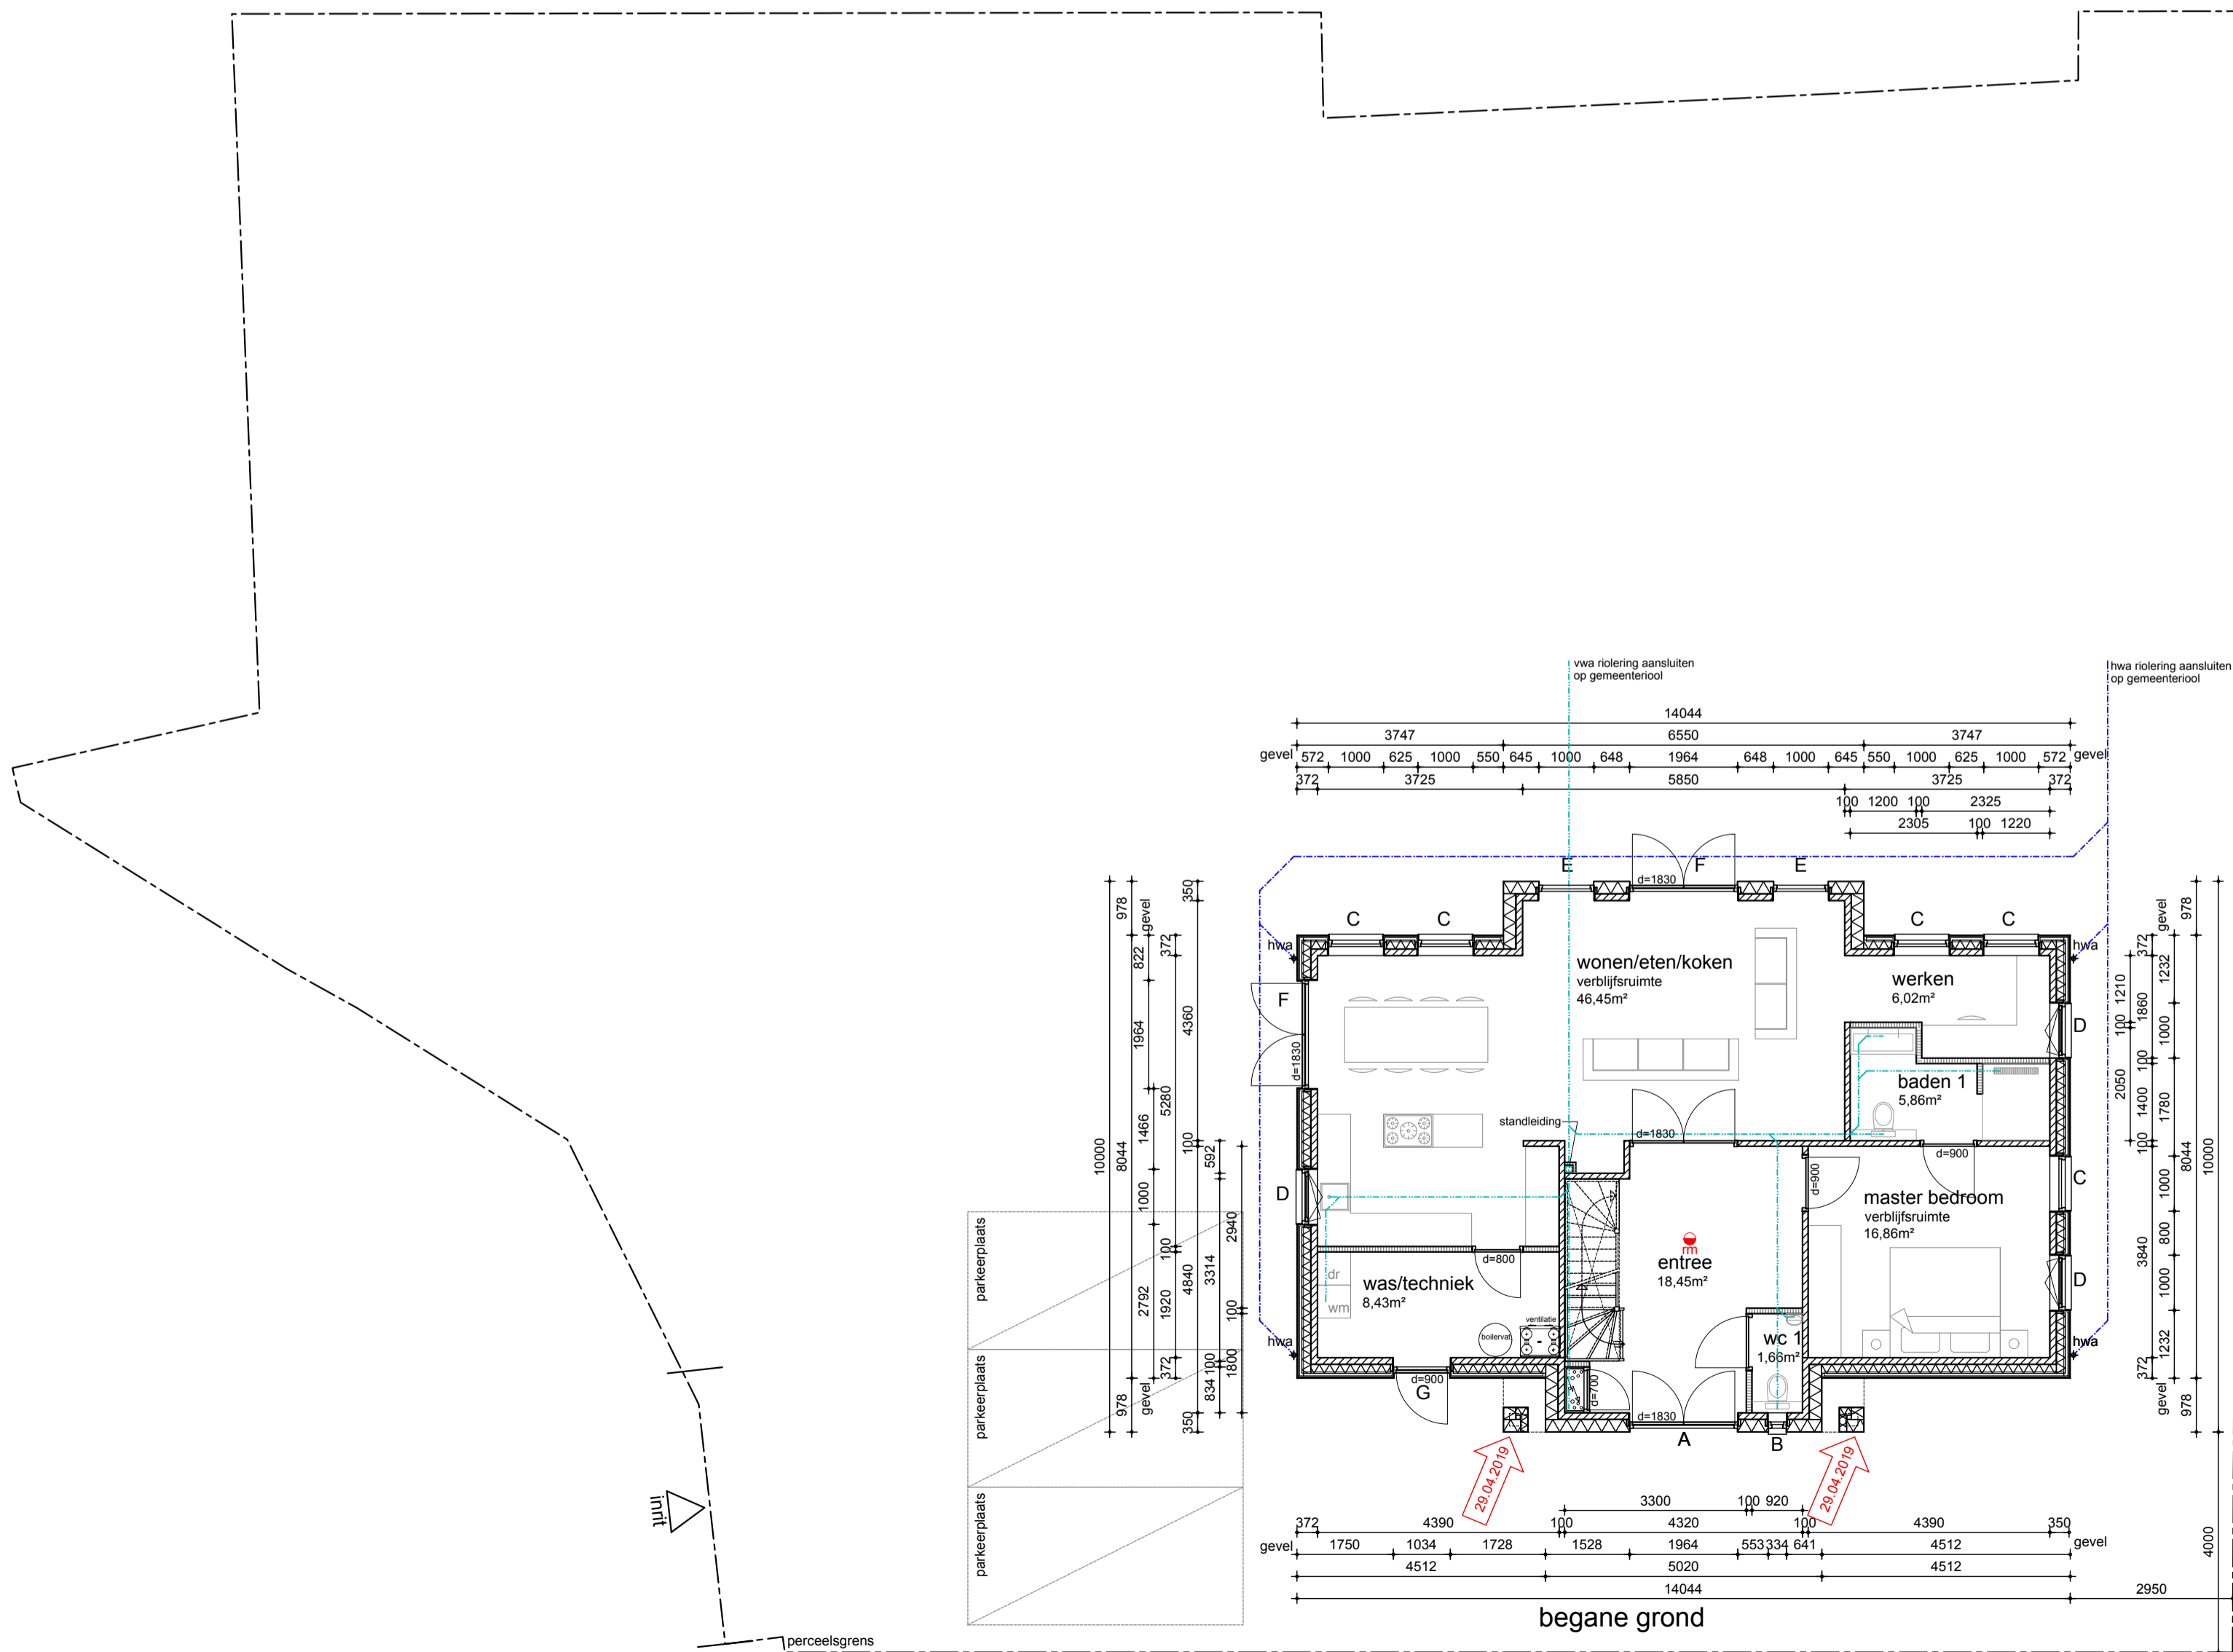 vwa riolering aansluiten
op gemeenteriool
hwa riolering aansluiten
op gemeenteriool
14044
3747 6550 3747
gevel 572 1000 625 1000 550 645 1000 648 1964 648 1000 645 550 1000 625 1000 572 gevel
372 3725 5850 3725 372
100 1200 100 2325
2305 100 1220
E F E
d=1830
C C C C
hwa hwa
10000
978 8044 978
gevel 822 1964 1466 1000 2792 gevel
372 5280 100 1920 372
350 4360 100 4840 350
592 3314 100 834
2940 100 1800
F
d=1830
D
wonen/eten/koken
verblijfsruimte
46,45m²
werken
6,02m²
D
baden 1
5,86m²
standleiding
d=1830
d=900
d=900
C
master bedroom
verblijfsruimte
16,86m²
D
rm
entree
18,45m²
d=800
was/techniek
8,43m²
dr
wm
boilervat
ventilatie
wc 1
1,66m²
hwa hwa
d=900
G
d=700
d=1830
A
B
1210 100 2050
372 1860 100 1400 100 3840 372
gevel 1232 1000 1780 1000 800 1000 1232 gevel
978 8044 978
10000
4000
parkeerplaats
parkeerplaats
parkeerplaats
inrit
29.04.2019
29.04.2019
3300 100 920
372 4390 100 4320 100 4390 350
gevel 1750 1034 1728 1528 1964 553 334 641 4512 gevel
4512 5020 4512
14044 2950
begane grond
perceelsgrens